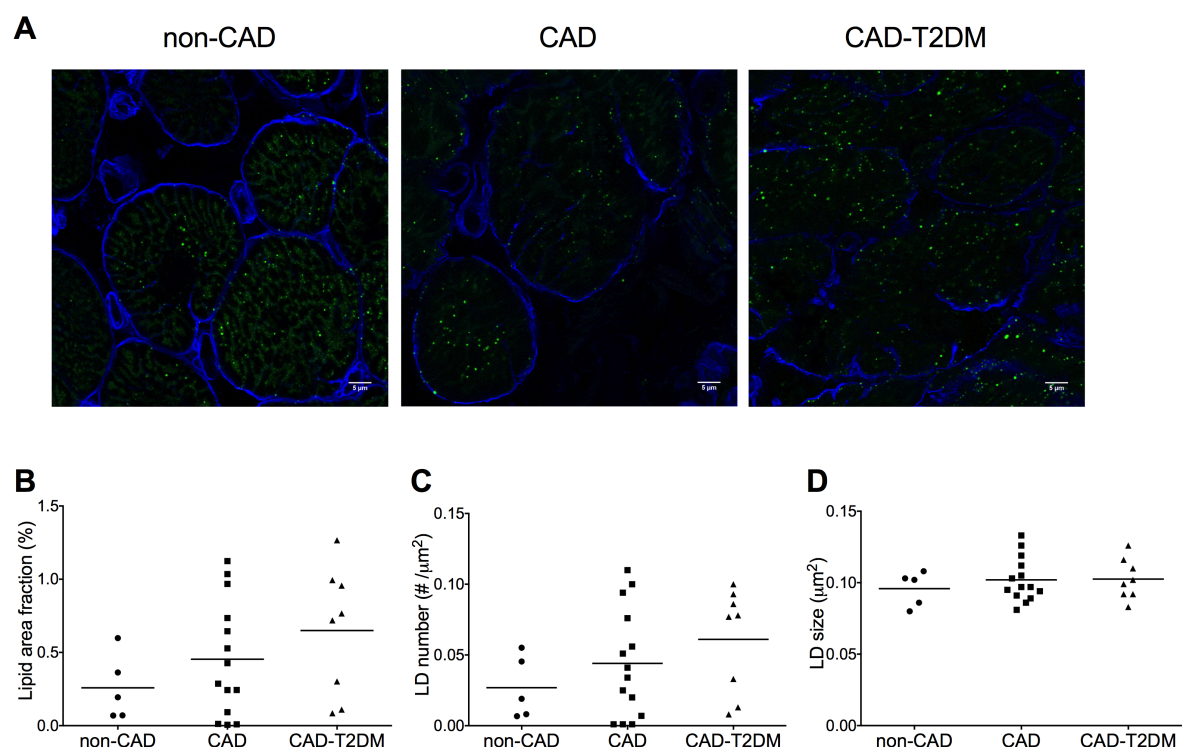 A
non-CAD CAD CAD-T2DM
5 µm 5 µm 5 µm
B C D
Lipid area fraction (%)
1.5
1.0
0.5
0.0
non-CAD CAD CAD-T2DM
LD number (# /µm2)
0.15
0.10
0.05
0.00
non-CAD CAD CAD-T2DM
LD size (µm2)
0.15
0.10
0.05
0.00
non-CAD CAD CAD-T2DM